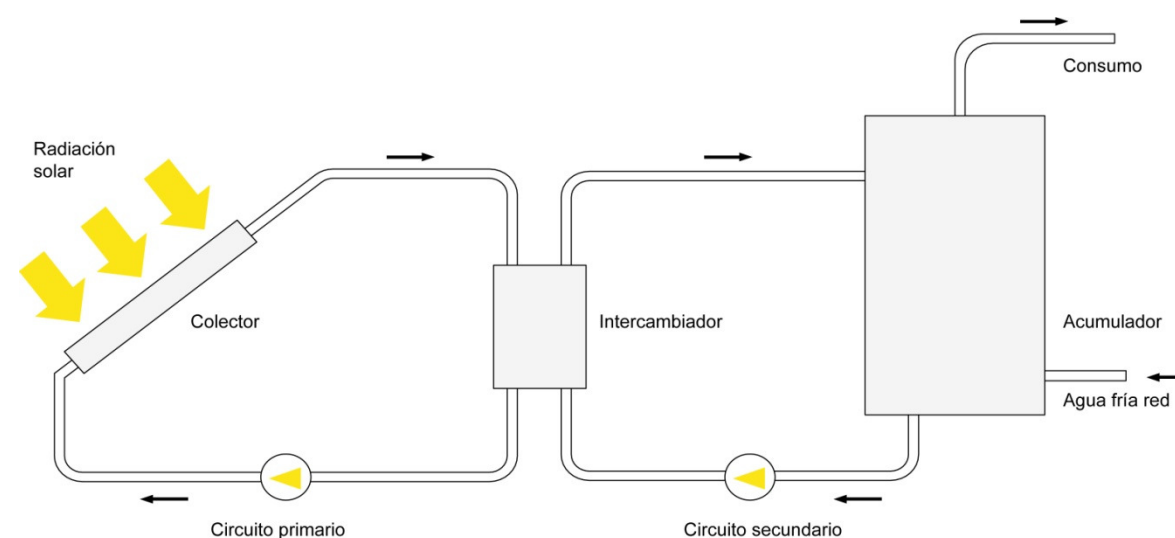 Consumo
Radiación
solar
Colector
Intercambiador
Acumulador
Agua fría red
Circuito primario
Circuito secundario